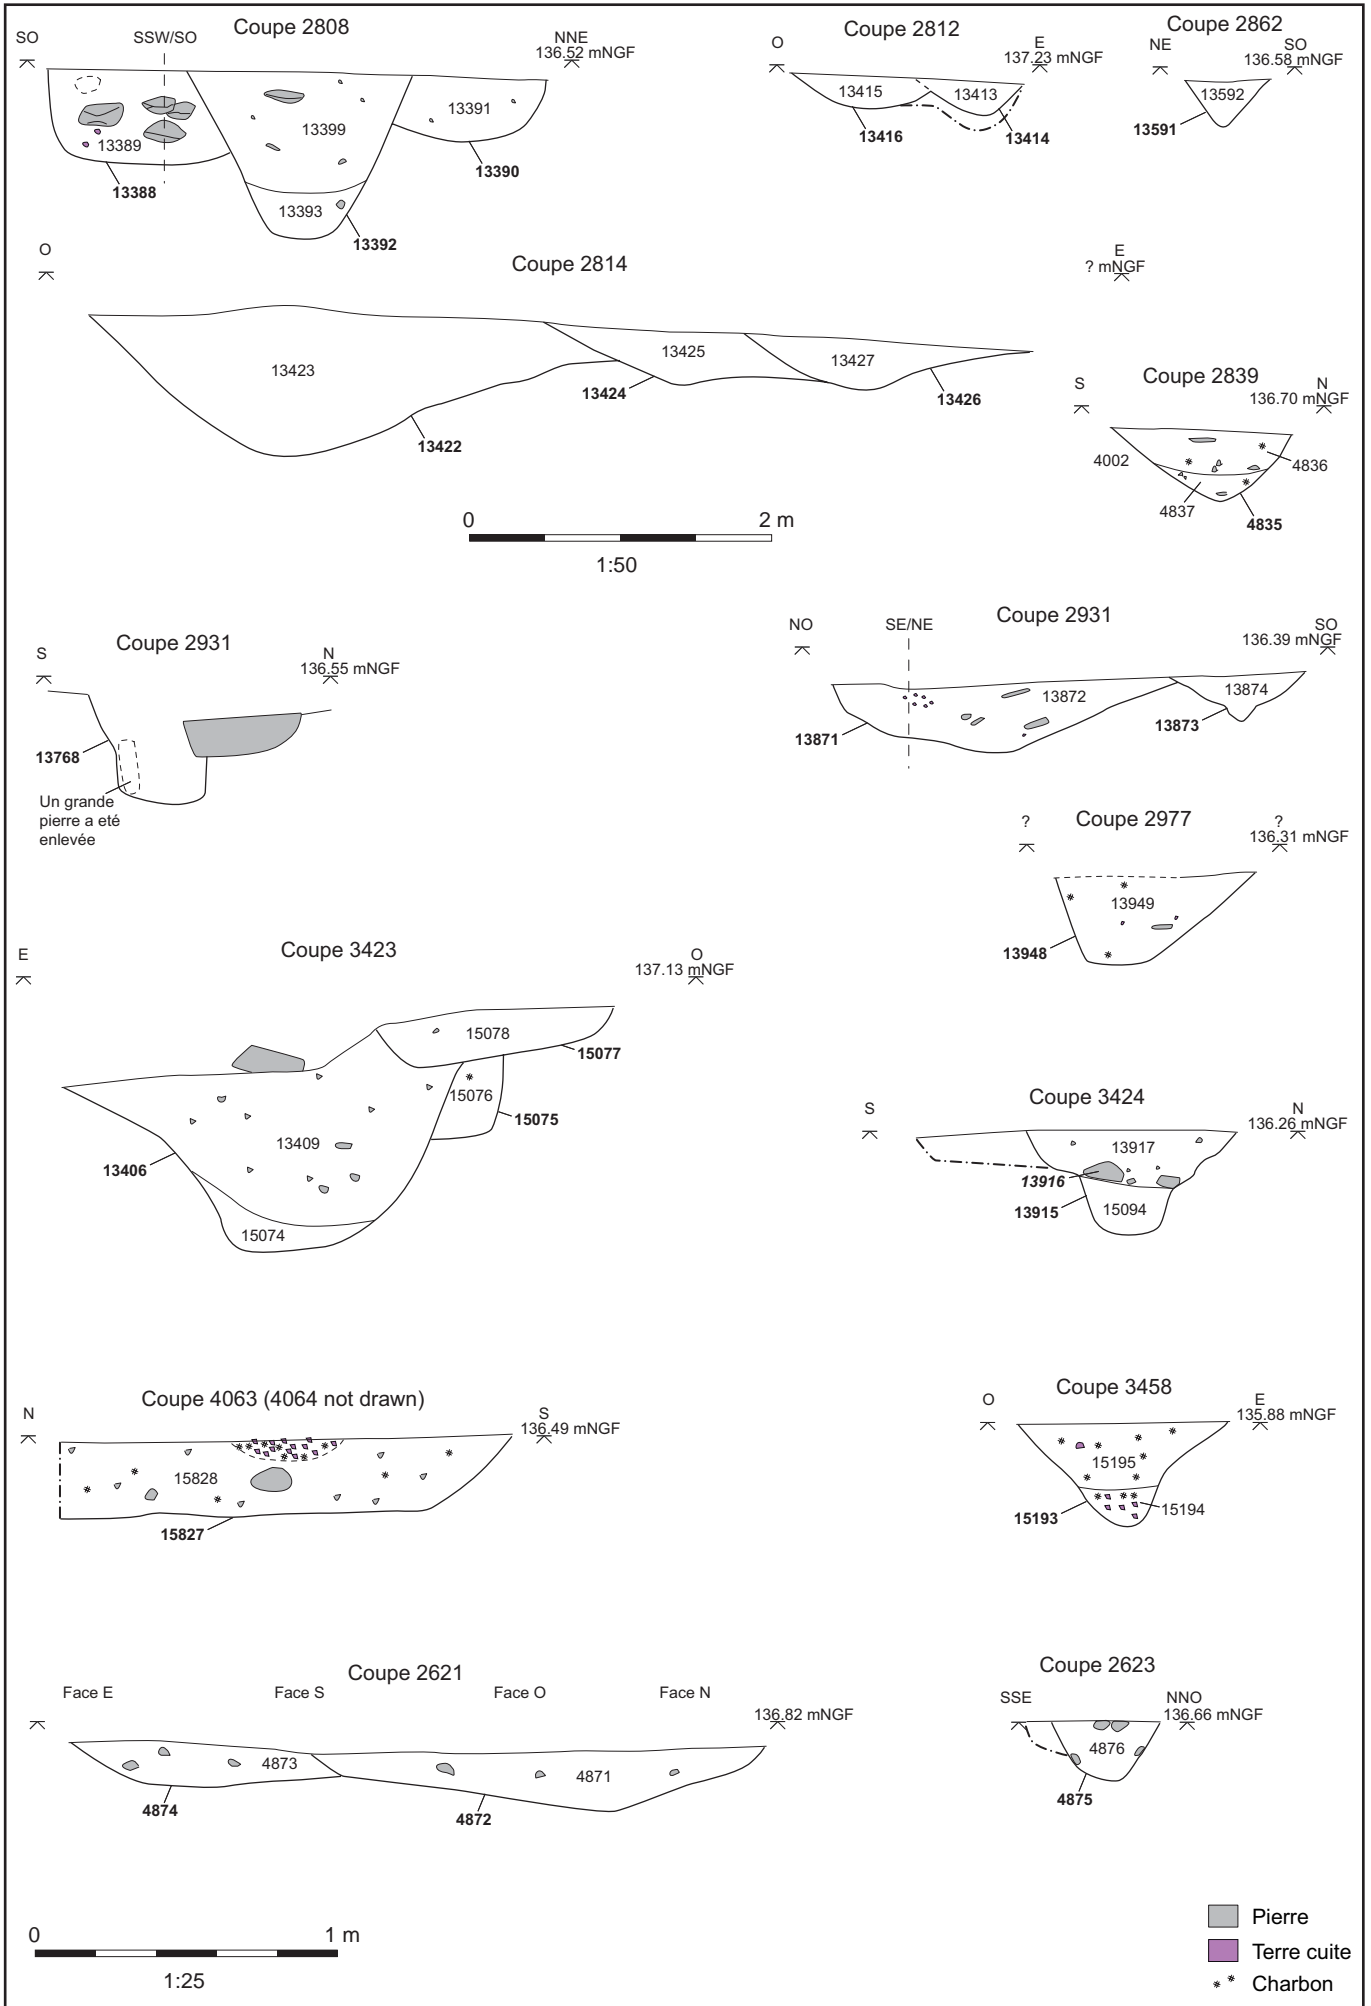 Coupe 2808
SO
SSW/SO
NNE
136.52 mNGF
13389
13399
13391
13388
13390
13393
13392
Coupe 2812
O
E
137.23 mNGF
13415
13413
13416
13414
Coupe 2862
NE
SO
136.58 mNGF
13592
13591
Coupe 2814
O
E
? mNGF
13423
13425
13427
13424
13426
13422
Coupe 2839
S
N
136.70 mNGF
4002
4836
4837
4835
0
2 m
1:50
Coupe 2931
S
N
136.55 mNGF
13768
Un grande
pierre a eté
enlevée
Coupe 2931
NO
SE/NE
SO
136.39 mNGF
13872
13874
13871
13873
Coupe 2977
?
?
136.31 mNGF
13949
13948
Coupe 3423
E
O
137.13 mNGF
15078
15077
15076
15075
13409
13406
15074
Coupe 3424
S
N
136.26 mNGF
13917
13916
13915
15094
Coupe 4063 (4064 not drawn)
N
S
136.49 mNGF
15828
15827
Coupe 3458
O
E
135.88 mNGF
15195
15193
15194
Coupe 2621
Face E
Face S
Face O
Face N
136.82 mNGF
4873
4871
4874
4872
Coupe 2623
SSE
NNO
136.66 mNGF
4876
4875
0
1 m
1:25
Pierre
Terre cuite
Charbon